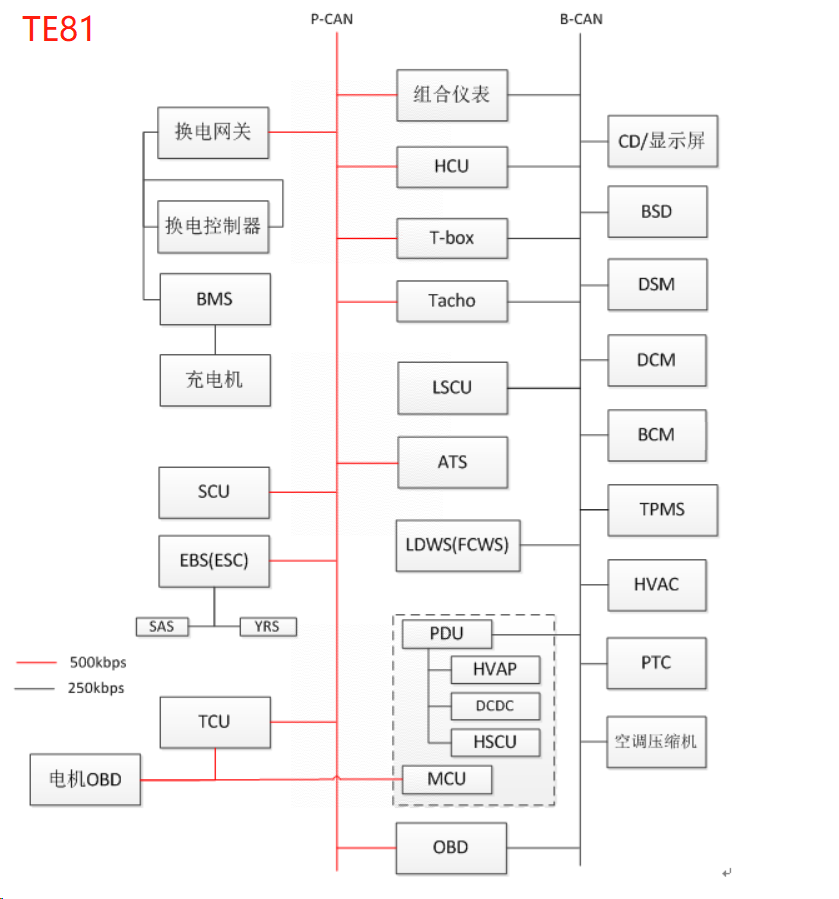 TE81
P-CAN
B-CAN
组合仪表
换电网关
CD/显示屏
HCU
BSD
换电控制器
T-box
DSM
BMS
Tacho
DCM
充电机
LSCU
BCM
ATS
SCU
TPMS
LDWS(FCWS)
EBS(ESC)
HVAC
SAS
YRS
PDU
500kbps
PTC
HVAP
250kbps
DCDC
TCU
HSCU
空调压缩机
电机OBD
MCU
OBD